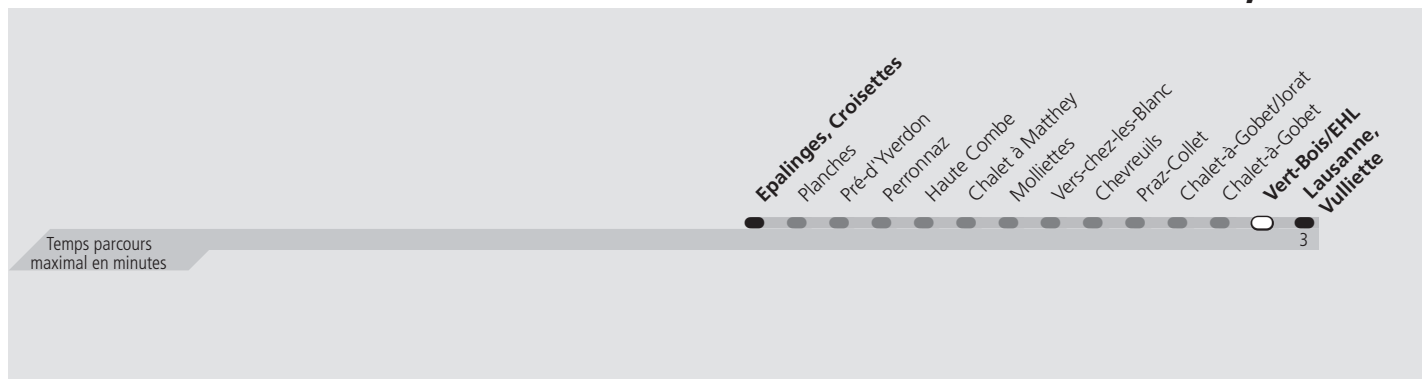 Epalinges, Croisettes
Planches
Pré-d'Yverdon
Perronnaz
Haute Combe
Chalet à Matthey
Molliettes
Vers-chez-les-Blanc
Chevreuils
Praz-Collet
Chalet-à-Gobet/Jorat
Chalet-à-Gobet
Vert-Bois/EHL
Lausanne,
Vulliette
Temps parcours
maximal en minutes
3